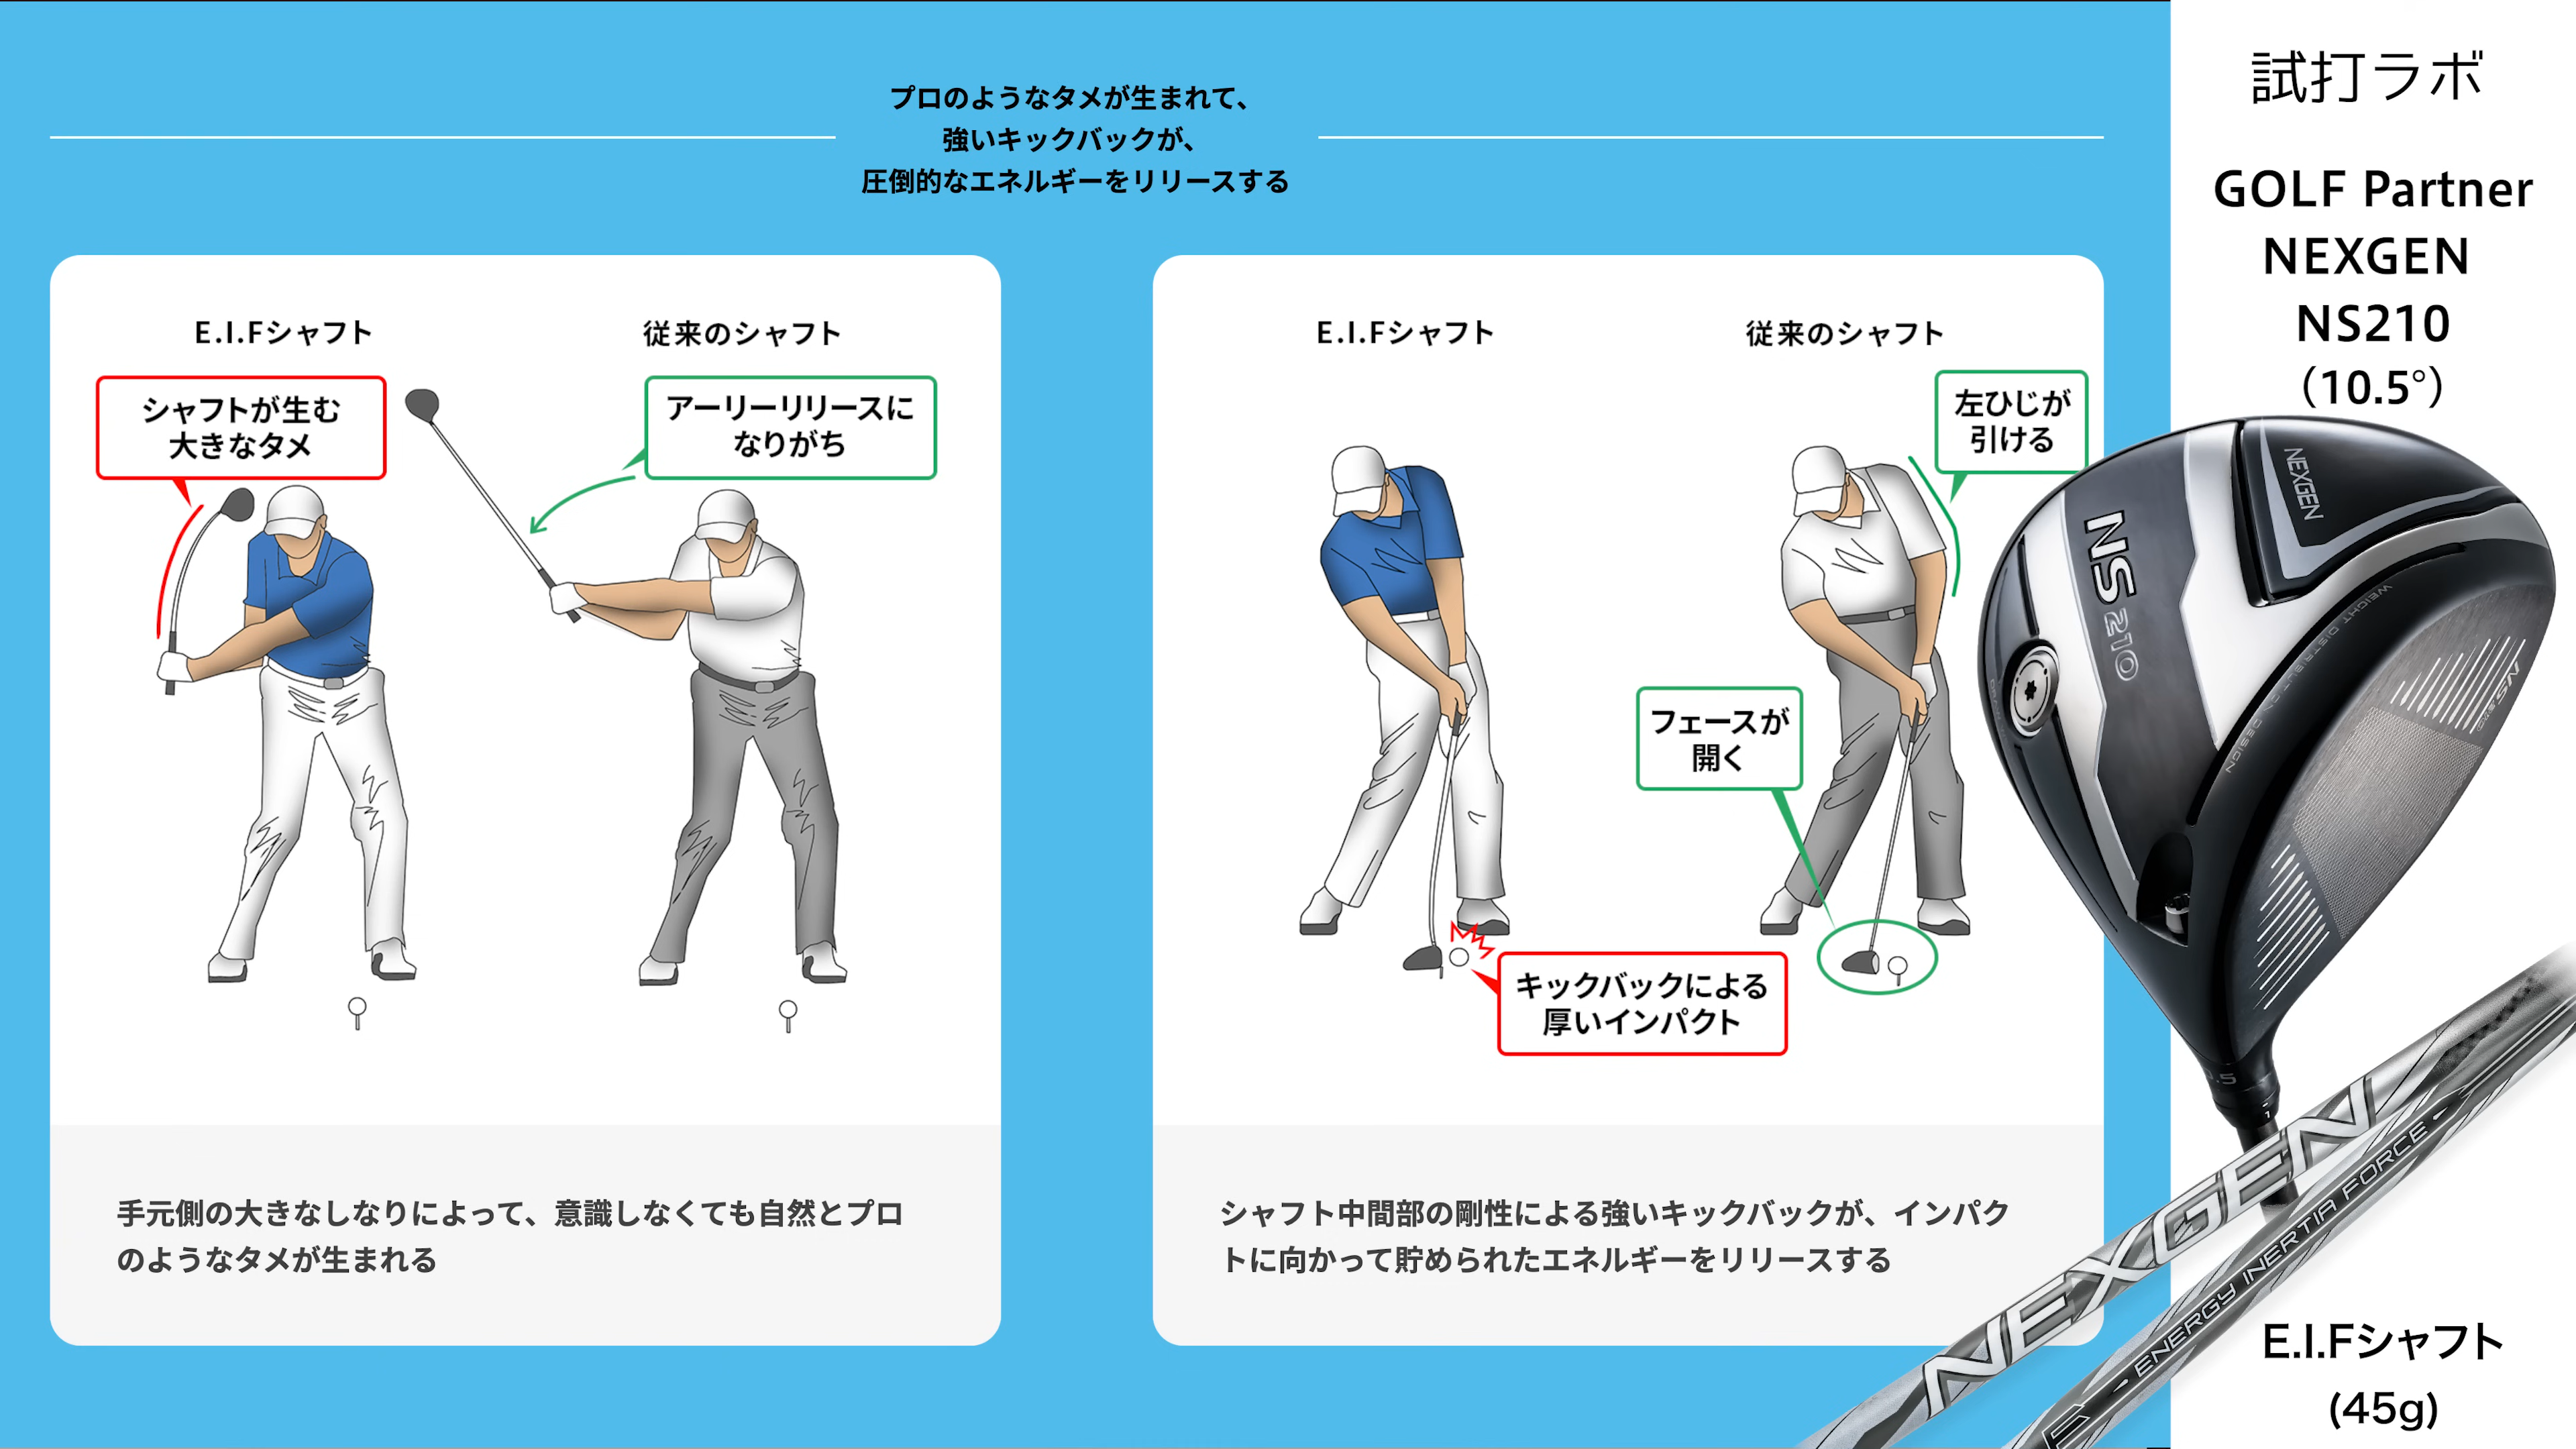 プロのようなタメが生まれて、
強いキックバックが、
圧倒的なエネルギーをリリースする
E.I.Fシャフト
従来のシャフト
シャフトが生む
大きなタメ
アーリーリリースに
なりがち
手元側の大きなしなりによって、意識しなくても自然とプロ
のようなタメが生まれる
E.I.Fシャフト
従来のシャフト
左ひじが
引ける
フェースが
開く
キックバックによる
厚いインパクト
シャフト中間部の剛性による強いキックバックが、インパク
トに向かって貯められたエネルギーをリリースする
試打ラボ
GOLF Partner
NEXGEN
NS210
（10.5°）
NEXGEN
NS210
WEIGHT DISTRIBUTION DESIGN
NS210
NEXGEN
ENERGY INERTIA FORCE
E.I.Fシャフト
(45g)